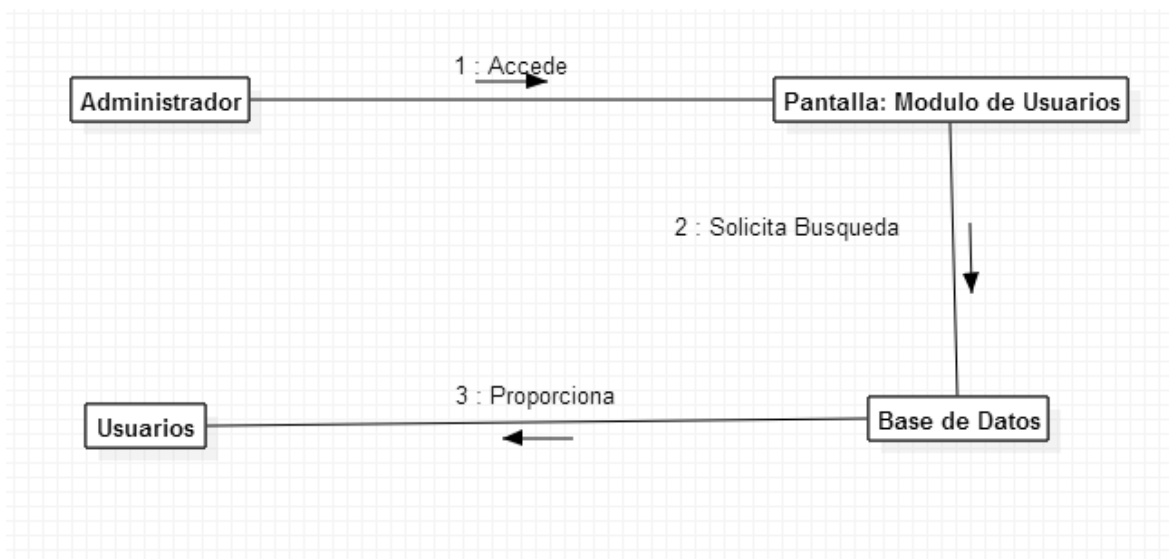 1 : Accede
Administrador
Pantalla: Modulo de Usuarios
2 : Solicita Busqueda
3 : Proporciona
Usuarios
Base de Datos